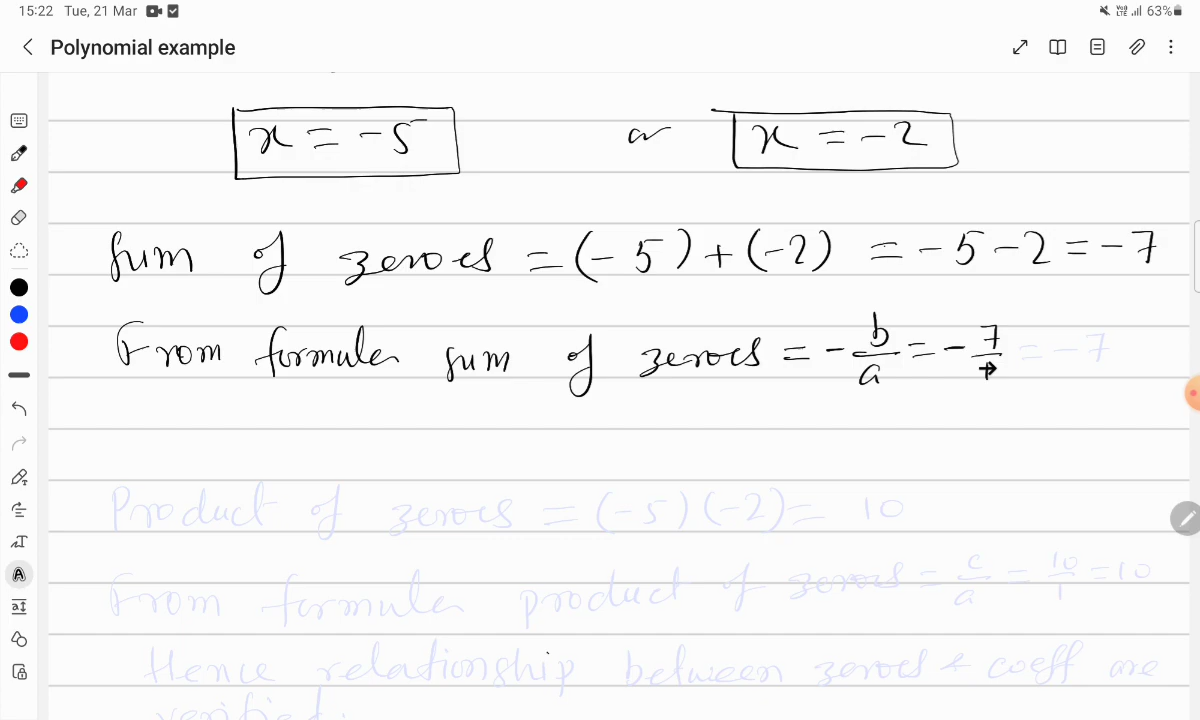 15:22 Tue, 21 Mar 63%
Polynomial example
x = -5 or x = -2
Sum of zeroes = (-5) + (-2) = -5 - 2 = -7
From formula sum of zeroes = - b/a = - 7/1 = -7
Product of zeroes = (-5)(-2) = 10
From formula product of zeroes = c/a = 10/1 = 10
Hence relationship between zeroes & coeff are
verified.